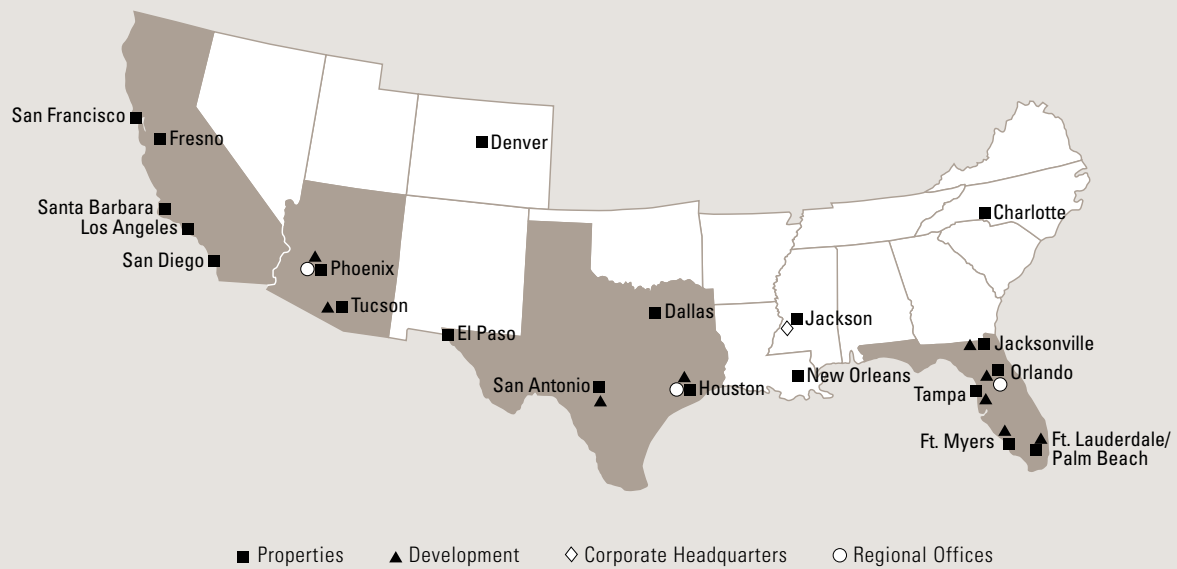 San Francisco
Fresno
Denver
Santa Barbara
Los Angeles
Charlotte
San Diego
Phoenix
Tucson
Dallas
Jackson
El Paso
Jacksonville
San Antonio
Houston
New Orleans
Orlando
Tampa
Ft. Myers
Ft. Lauderdale/
Palm Beach
Properties
Development
Corporate Headquarters
Regional Offices